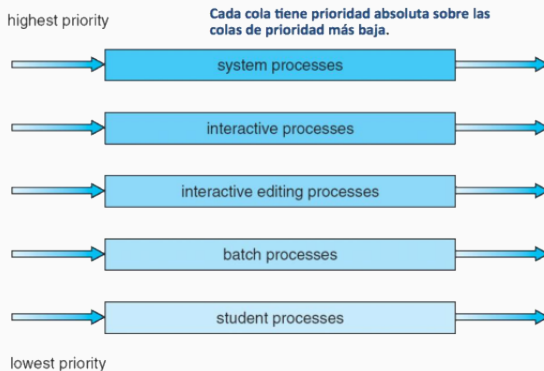 highest priority
Cada cola tiene prioridad absoluta sobre las
colas de prioridad más baja.
system processes
interactive processes
interactive editing processes
batch processes
student processes
lowest priority